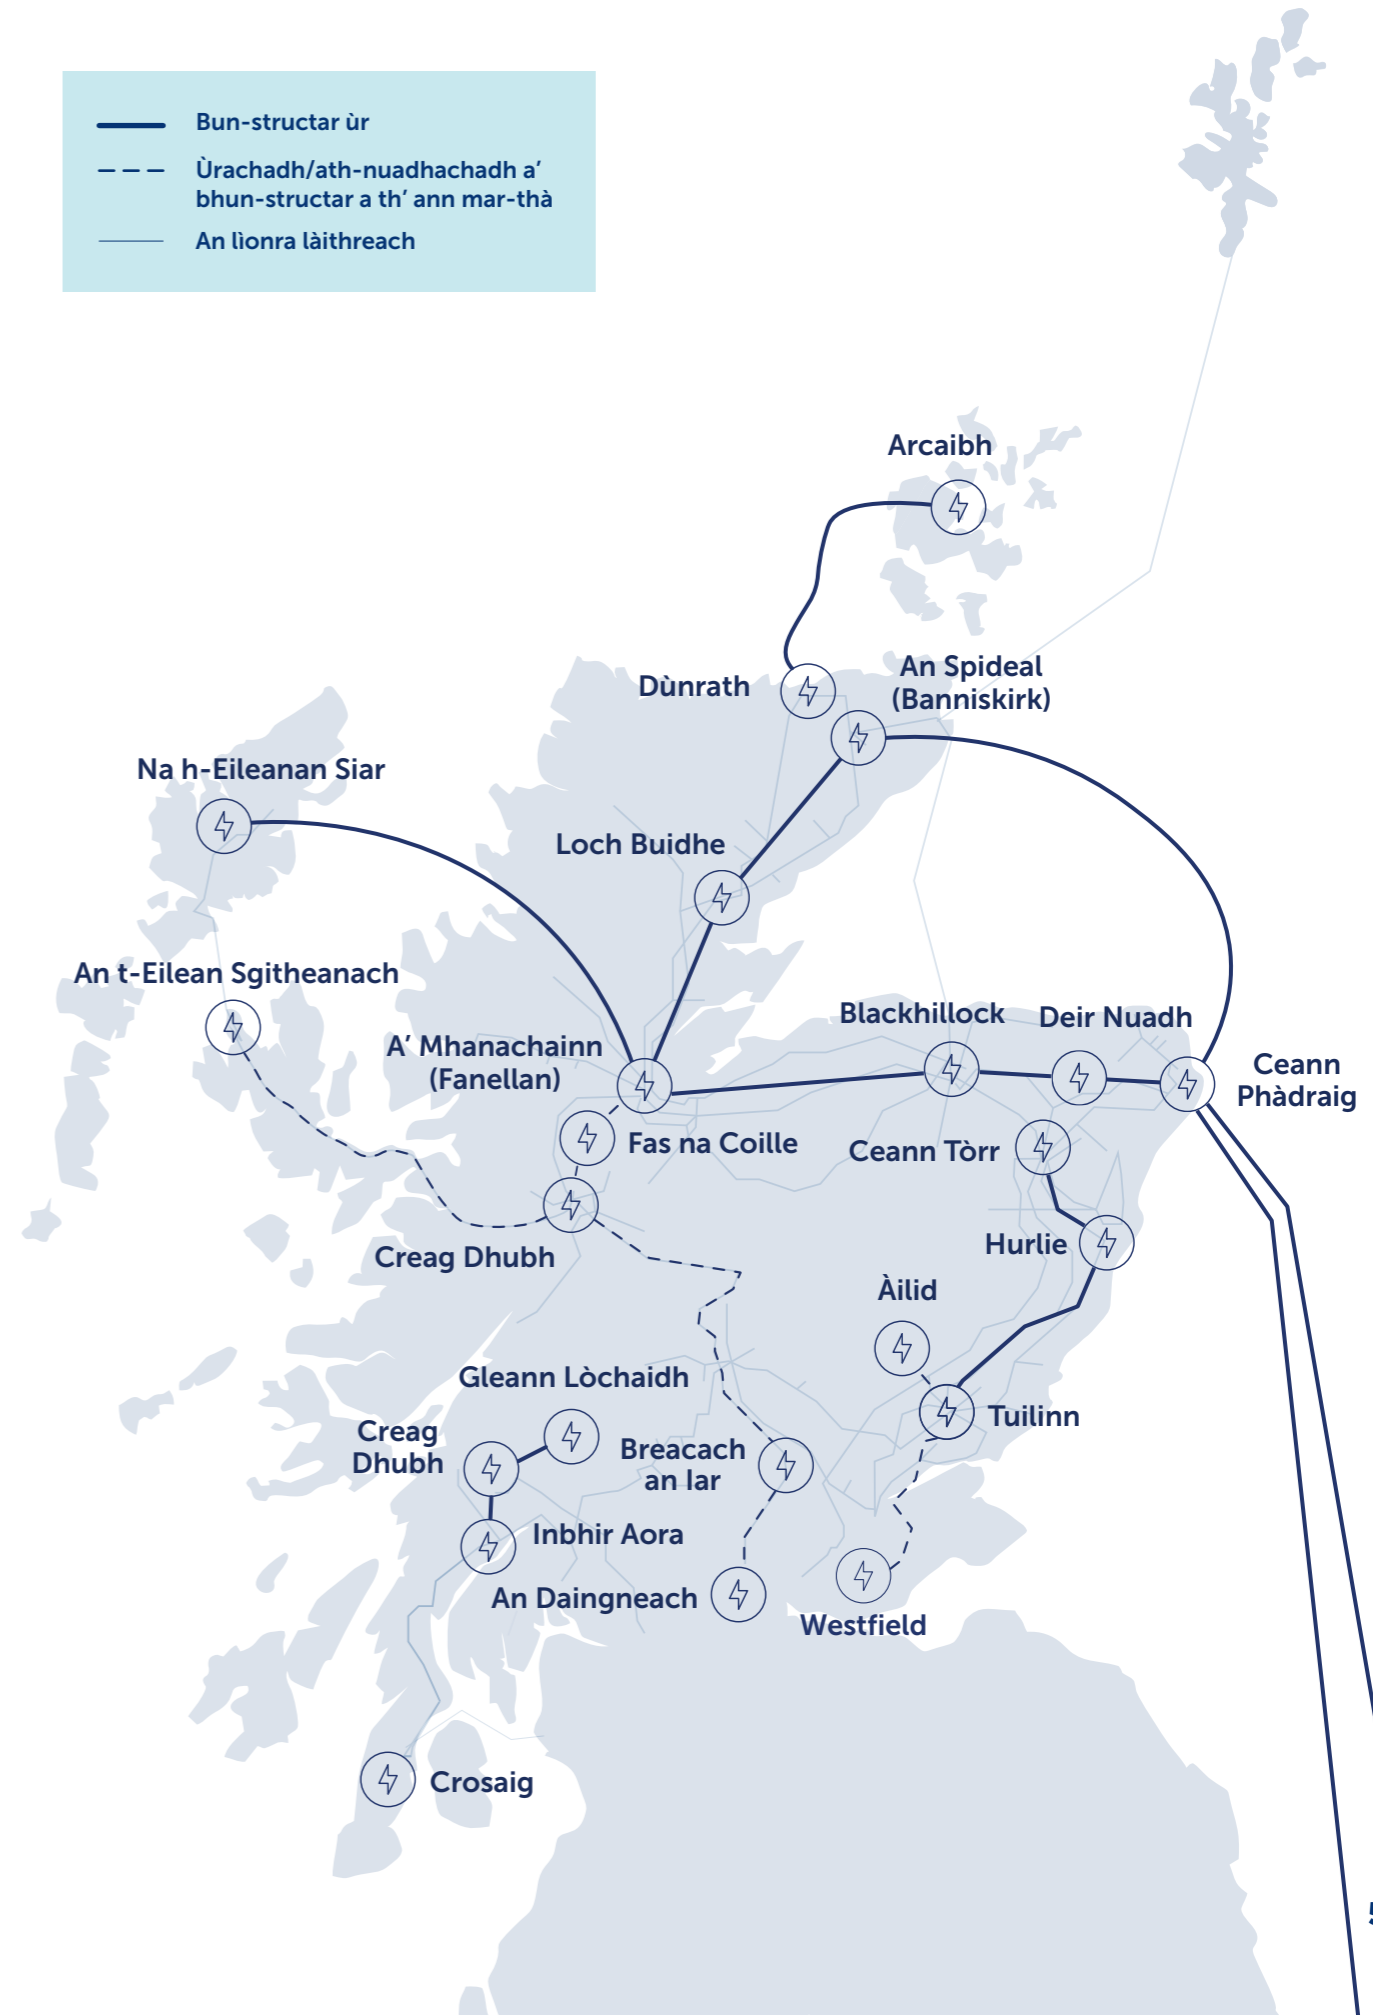 Bun-structar ùr
Ùrachadh/ath-nuadhachadh a’
bhun-structar a th’ ann mar-thà
An lìonra làithreach
Arcaibh
An Spideal
(Banniskirk)
Dùnrath
Na h-Eileanan Siar
Loch Buidhe
An t-Eilean Sgitheanach
Blackhillock
Deir Nuadh
A’ Mhanachainn
(Fanellan)
Ceann
Phàdraig
Fas na Coille
Ceann Tòrr
Creag Dhubh
Hurlie
Àilid
Gleann Lòchaidh
Tuilinn
Creag
Dhubh
Breacach
an Iar
Inbhir Aora
An Daingneach
Westfield
Crosaig